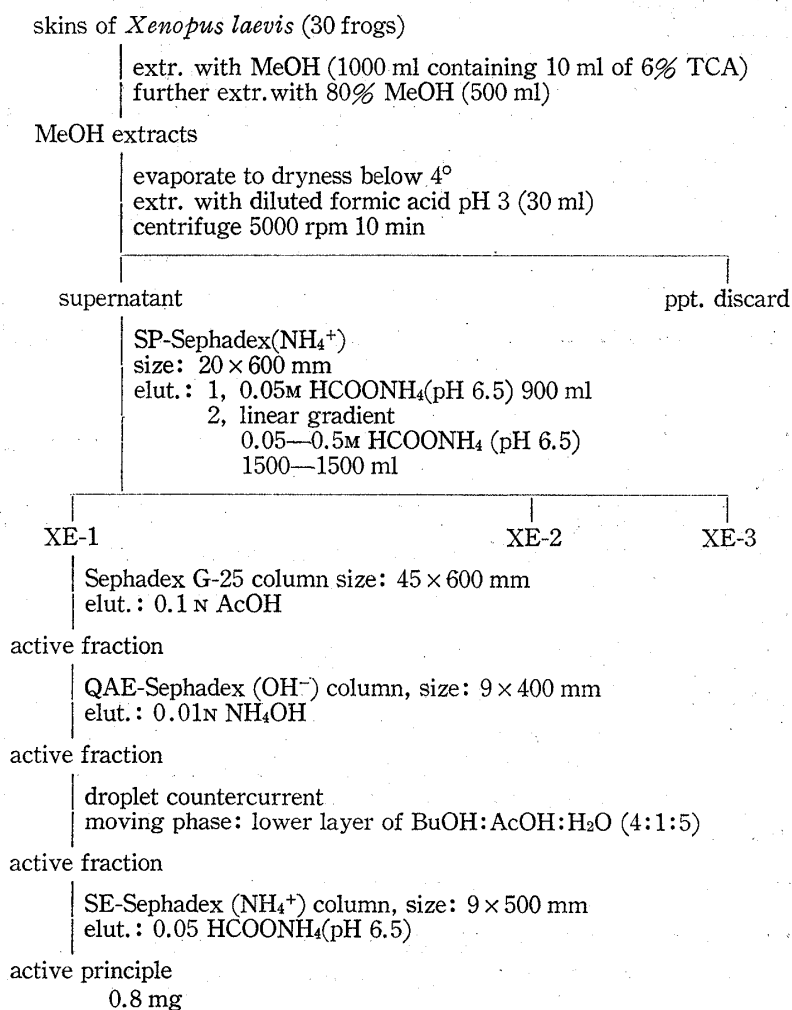 skins of Xenopus laevis (30 frogs)
extr. with MeOH (1000 ml containing 10 ml of 6% TCA)
further extr. with 80% MeOH (500 ml)
MeOH extracts
evaporate to dryness below 4°
extr. with diluted formic acid pH 3 (30 ml)
centrifuge 5000 rpm 10 min
supernatant ppt. discard
SP-Sephadex(NH₄⁺)
size: 20×600 mm
elut.: 1, 0.05M HCOONH₄(pH 6.5) 900 ml
2, linear gradient
0.05—0.5M HCOONH₄ (pH 6.5)
1500—1500 ml
XE-1 XE-2 XE-3
Sephadex G-25 column size: 45×600 mm
elut.: 0.1 N AcOH
active fraction
QAE-Sephadex (OH⁻) column, size: 9×400 mm
elut.: 0.01N NH₄OH
active fraction
droplet countercurrent
moving phase: lower layer of BuOH:AcOH:H₂O (4:1:5)
active fraction
SE-Sephadex (NH₄⁺) column, size: 9×500 mm
elut.: 0.05 HCOONH₄(pH 6.5)
active principle
0.8 mg